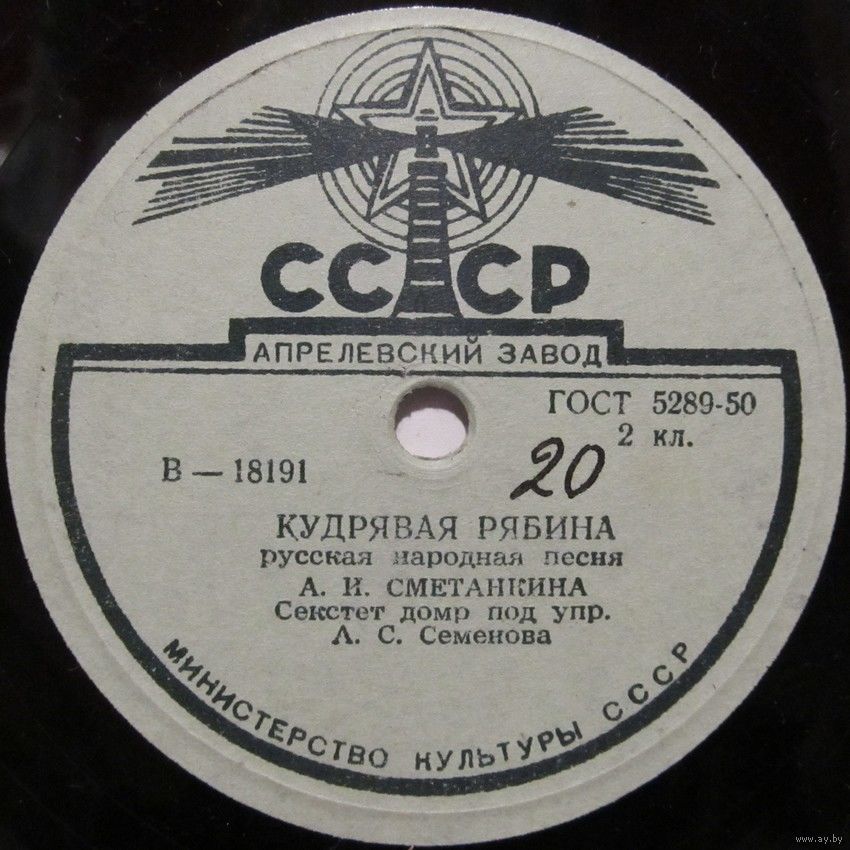 СССР
АПРЕЛЕВСКИЙ ЗАВОД
ГОСТ 5289-50
2 кл.
В — 18191
20
КУДРЯВАЯ РЯБИНА
русская народная песня
А. И. СМЕТАНКИНА
Секстет домр под упр.
А. С. Семенова
МИНИСТЕРСТВО КУЛЬТУРЫ СССР
www.ay.by